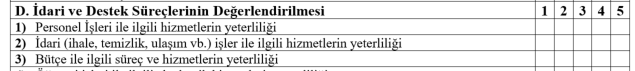 D. İdari ve Destek Süreçlerinin Değerlendirilmesi 1 2 3 4 5
1) Personel İşleri ile ilgili hizmetlerin yeterliliği
2) İdari (ihale, temizlik, ulaşım vb.) işler ile ilgili hizmetlerin yeterliliği
3) Bütçe ile ilgili süreç ve hizmetlerin yeterliliği